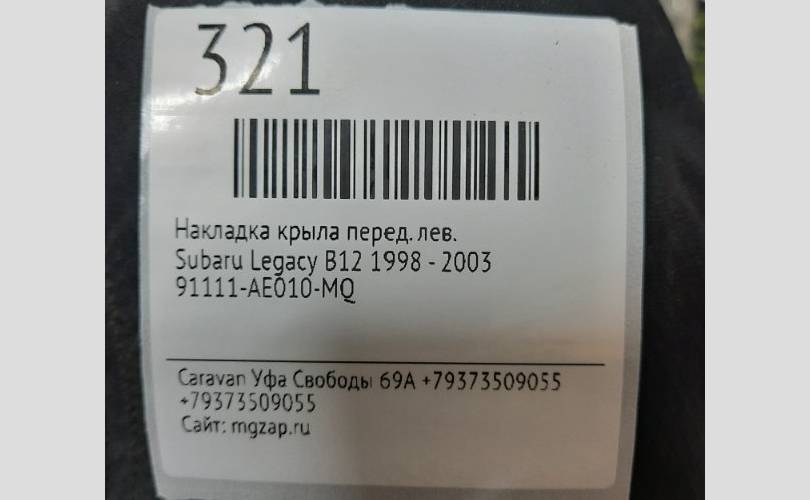 321
Накладка крыла перед. лев.
Subaru Legacy B12 1998 - 2003
91111-AE010-MQ
Caravan Уфа Свободы 69А +79373509055
+79373509055
Сайт: mgzap.ru